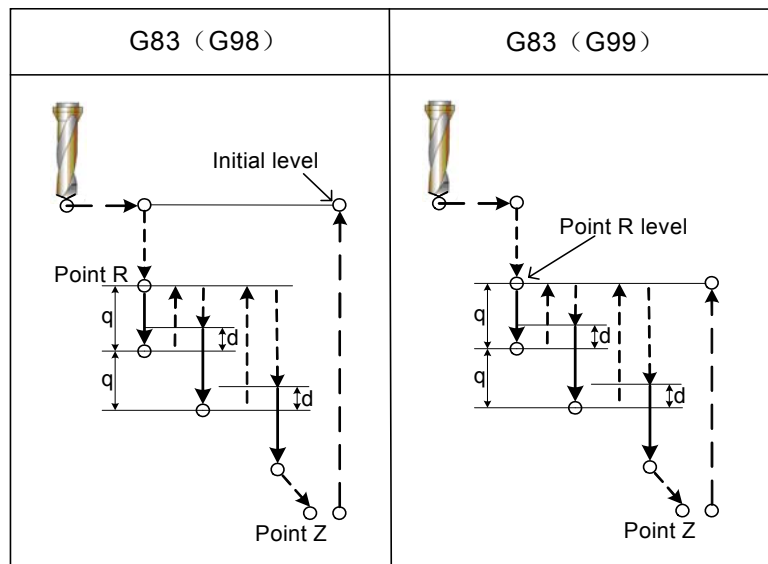 G83（G98）
G83（G99）
Initial level
Point R
q
d
q
d
Point Z
Point R level
q
d
q
d
Point Z